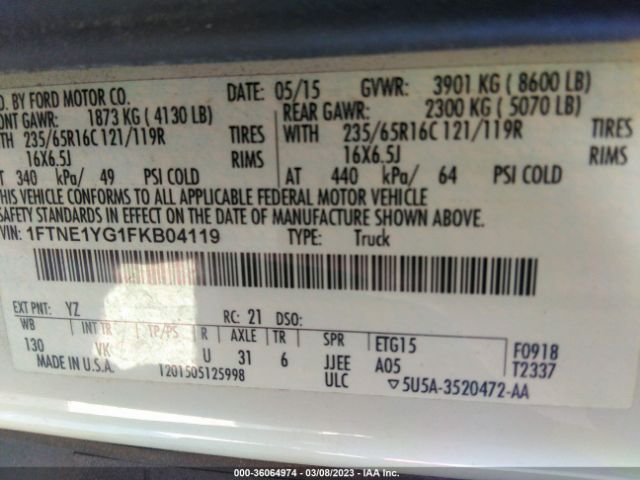 O. BY FORD MOTOR CO. DATE: 05/15 GVWR: 3901 KG ( 8600 LB)
ONT GAWR: 1873 KG ( 4130 LB) REAR GAWR: 2300 KG ( 5070 LB)
TH 235/65R16C 121/119R TIRES WITH 235/65R16C 121/119R TIRES
16X6.5J RIMS 16X6.5J RIMS
T 340 kPa/ 49 PSI COLD AT 440 kPa/ 64 PSI COLD
THIS VEHICLE CONFORMS TO ALL APPLICABLE FEDERAL MOTOR VEHICLE
SAFETY STANDARDS IN EFFECT ON THE DATE OF MANUFACTURE SHOWN ABOVE.
VIN: 1FTNE1YG1FKB04119 TYPE: Truck
EXT PNT: YZ RC: 21 DSO:
WB INT TR TP/PS R AXLE TR SPR ETG15 F0918
130 VK U 31 6 JJEE A05 T2337
MADE IN U.S.A. 1201505125998 ULC ▽5U5A-3520472-AA
000-36064974 | 03/08/2023 | IAA Inc.